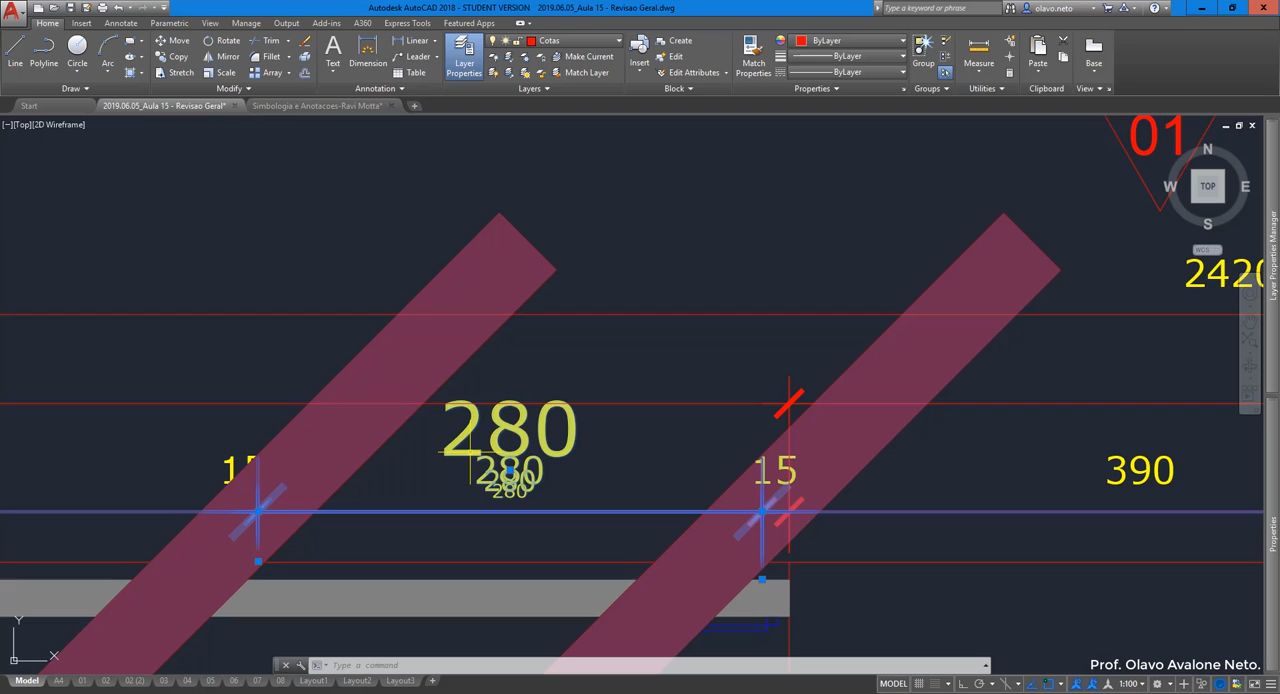 Autodesk AutoCAD 2018 - STUDENT VERSION 2019.06.05_Aula 15 - Revisao Geral.dwg
Type a keyword or phrase
olavo.neto
Home Insert Annotate Parametric View Manage Output Add-ins A360 Express Tools Featured Apps
Line Polyline Circle Arc
Move Rotate Trim
Copy Mirror Fillet
Stretch Scale Array
Text Dimension
Linear
Leader
Table
Layer Properties
Cotas
Make Current
Match Layer
Insert
Create
Edit
Edit Attributes
Match Properties
ByLayer
ByLayer
ByLayer
Group Measure Paste Base
Draw Modify Annotation Layers Block Properties Groups Utilities Clipboard View
Start 2019.06.05_Aula 15 - Revisao Geral* Simbologia e Anotacoes-Ravi Motta*
[−][Top][2D Wireframe]
01
N
W TOP E
S
WCS
2420
280
15 280 15 390
280
Layer Properties Manager
Properties
Y
X
Type a command
Prof. Olavo Avalone Neto.
Model A4 01 02 02 (2) 03 04 05 06 07 08 Layout1 Layout2 Layout3
MODEL 1:100